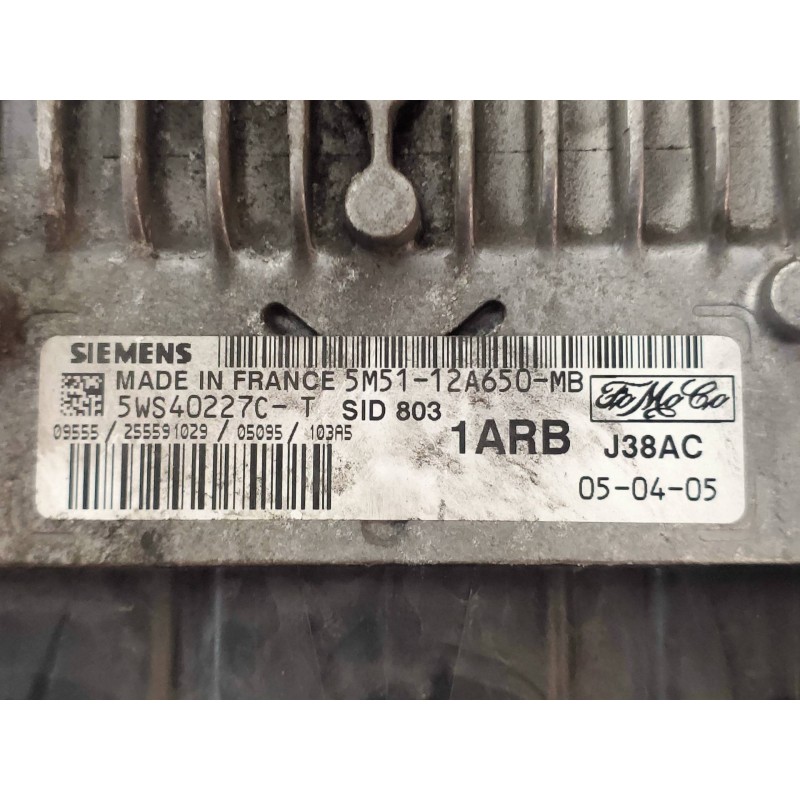 SIEMENS
MADE IN FRANCE 5M51-12A650-MB
5WS40227C- T SID 803
09555 / 255591029 / 05095 / 103A5
1ARB J38AC
FoMoCo
05-04-05